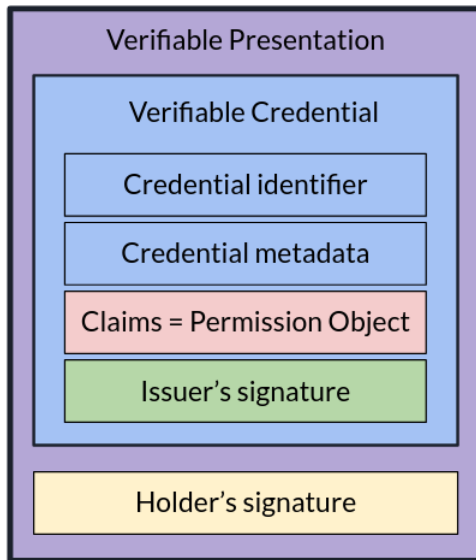 Verifiable Presentation
Verifiable Credential
Credential identifier
Credential metadata
Claims = Permission Object
Issuer's signature
Holder's signature